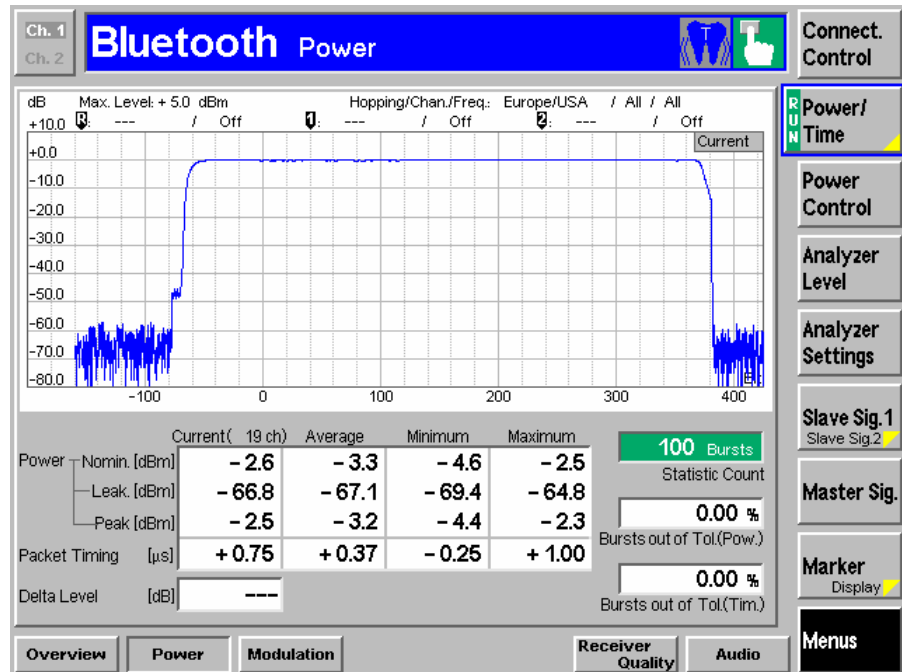 Ch. 1
Ch. 2
Bluetooth Power
T
Connect. Control
dB Max. Level: + 5.0 dBm Hopping/Chan./Freq.: Europe/USA / All / All
+10.0 R: --- / Off 1: --- / Off 2: --- / Off
Current
+0.0
-10.0
-20.0
-30.0
-40.0
-50.0
-60.0
-70.0
-80.0
-100 0 100 200 300 400
RUN
Power/ Time
Power Control
Analyzer Level
Analyzer Settings
Slave Sig.1
Slave Sig.2
Master Sig.
Marker
Display
Menus
Current( 19 ch) Average Minimum Maximum
Power Nomin. [dBm] - 2.6 - 3.3 - 4.6 - 2.5
Leak. [dBm] - 66.8 - 67.1 - 69.4 - 64.8
Peak [dBm] - 2.5 - 3.2 - 4.4 - 2.3
Packet Timing [µs] + 0.75 + 0.37 - 0.25 + 1.00
Delta Level [dB] ---
100 Bursts
Statistic Count
0.00 %
Bursts out of Tol.(Pow.)
0.00 %
Bursts out of Tol.(Tim.)
Overview Power Modulation Receiver Quality Audio